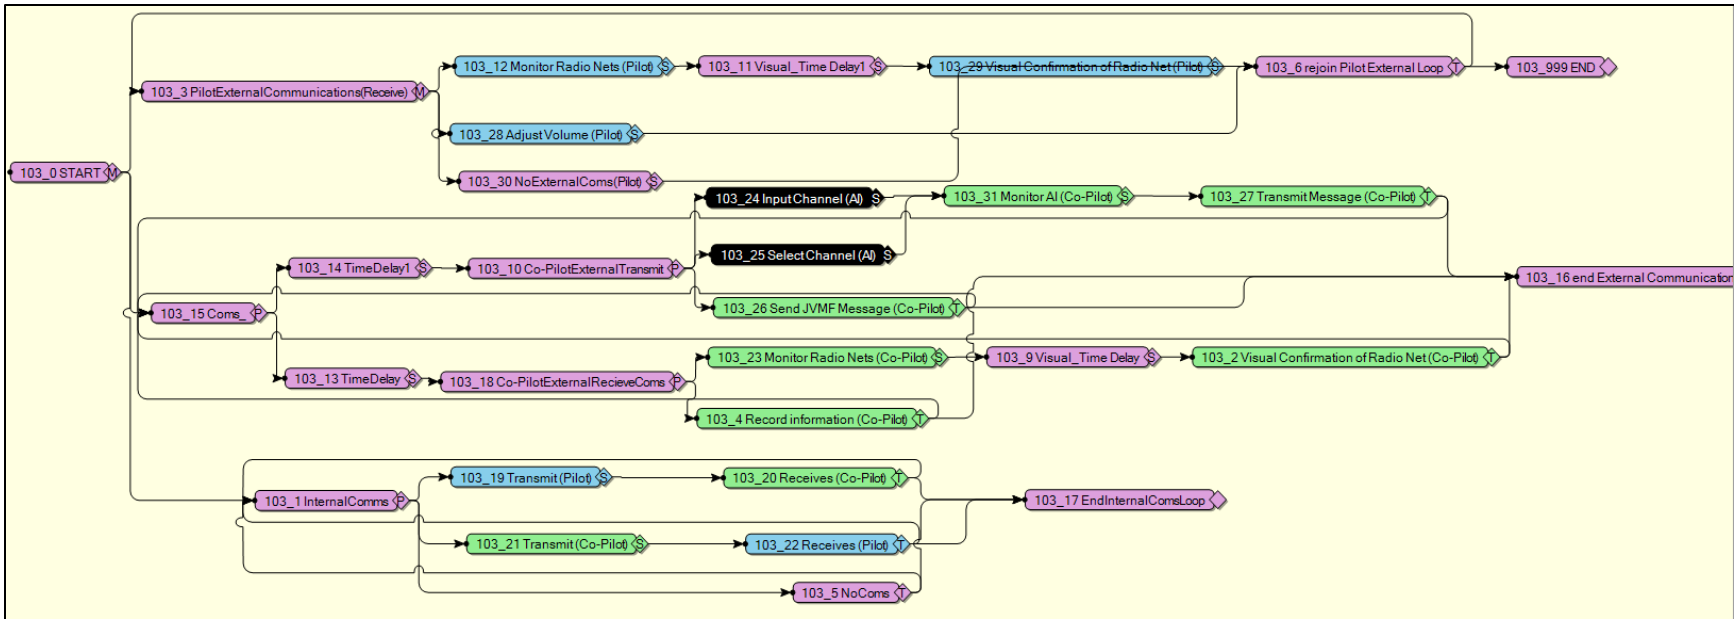 103_12 Monitor Radio Nets (Pilot) S
103_11 Visual_Time Delay1 S
103_29 Visual Confirmation of Radio Net (Pilot) S
103_6 rejoin Pilot External Loop T
103_999 END
103_3 PilotExternalCommunications(Receive) M
103_28 Adjust Volume (Pilot) S
103_0 START M
103_30 NoExternalComs(Pilot) S
103_24 Input Channel (AI) S
103_31 Monitor AI (Co-Pilot) S
103_27 Transmit Message (Co-Pilot) T
103_25 Select Channel (AI) S
103_14 TimeDelay1 S
103_10 Co-PilotExternalTransmit P
103_16 end External Communication
103_15 Coms_ P
103_26 Send JVMF Message (Co-Pilot) T
103_23 Monitor Radio Nets (Co-Pilot) S
103_9 Visual_Time Delay S
103_2 Visual Confirmation of Radio Net (Co-Pilot) T
103_13 TimeDelay S
103_18 Co-PilotExternalRecieveComs P
103_4 Record information (Co-Pilot) T
103_19 Transmit (Pilot) S
103_20 Receives (Co-Pilot) T
103_1 InternalComms P
103_17 EndInternalComsLoop
103_21 Transmit (Co-Pilot) S
103_22 Receives (Pilot) T
103_5 NoComs T